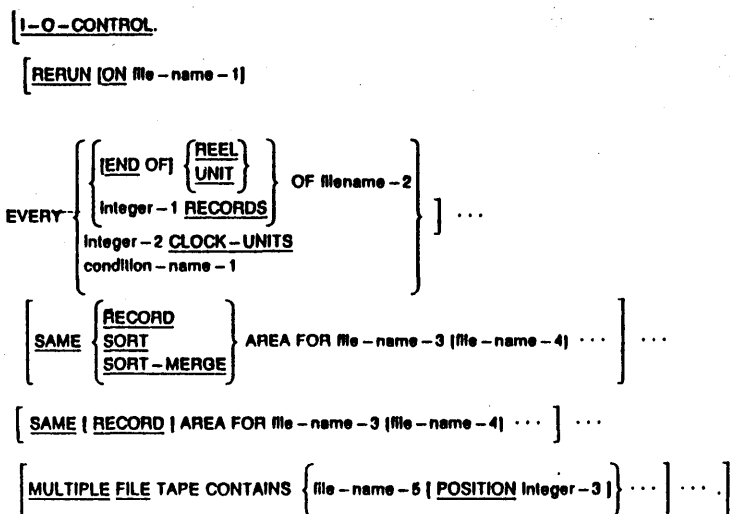 [I-O-CONTROL.
[RERUN [ON file-name-1]
{ { [END OF] { REEL
UNIT } OF filename-2
integer-1 RECORDS }
EVERY } ] ...
integer-2 CLOCK-UNITS
condition-name-1 }
RECORD
[ SAME { SORT } AREA FOR file-name-3 [file-name-4] ... ] ...
SORT-MERGE
[ SAME [ RECORD ] AREA FOR file-name-3 [file-name-4] ... ] ...
[ MULTIPLE FILE TAPE CONTAINS { file-name-5 [ POSITION integer-3 ] } ... ] ... .]